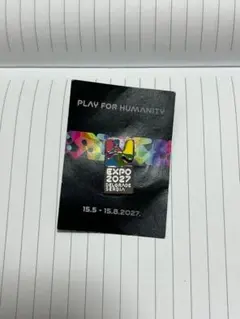 PLAY FOR HUMANITY
EXPO
2027
BELGRADE
SERBIA
15.5 - 15.8.2027.